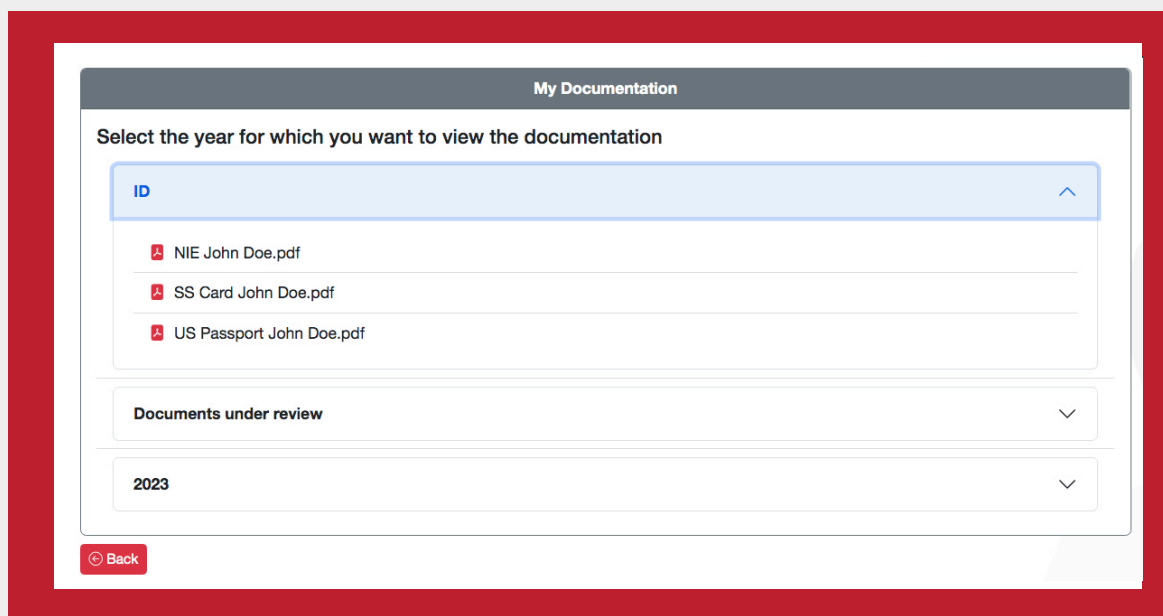 My Documentation
Select the year for which you want to view the documentation
ID
NIE John Doe.pdf
SS Card John Doe.pdf
US Passport John Doe.pdf
Documents under review
2023
Back